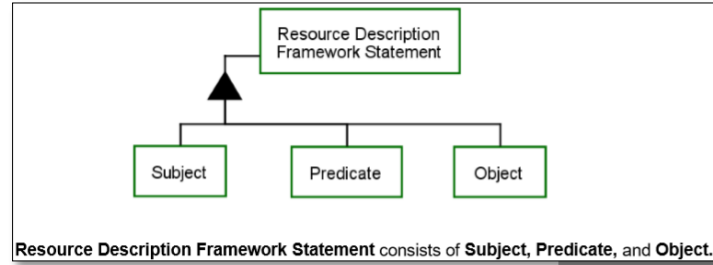 Resource Description
Framework Statement
Subject
Predicate
Object
Resource Description Framework Statement consists of Subject, Predicate, and Object.